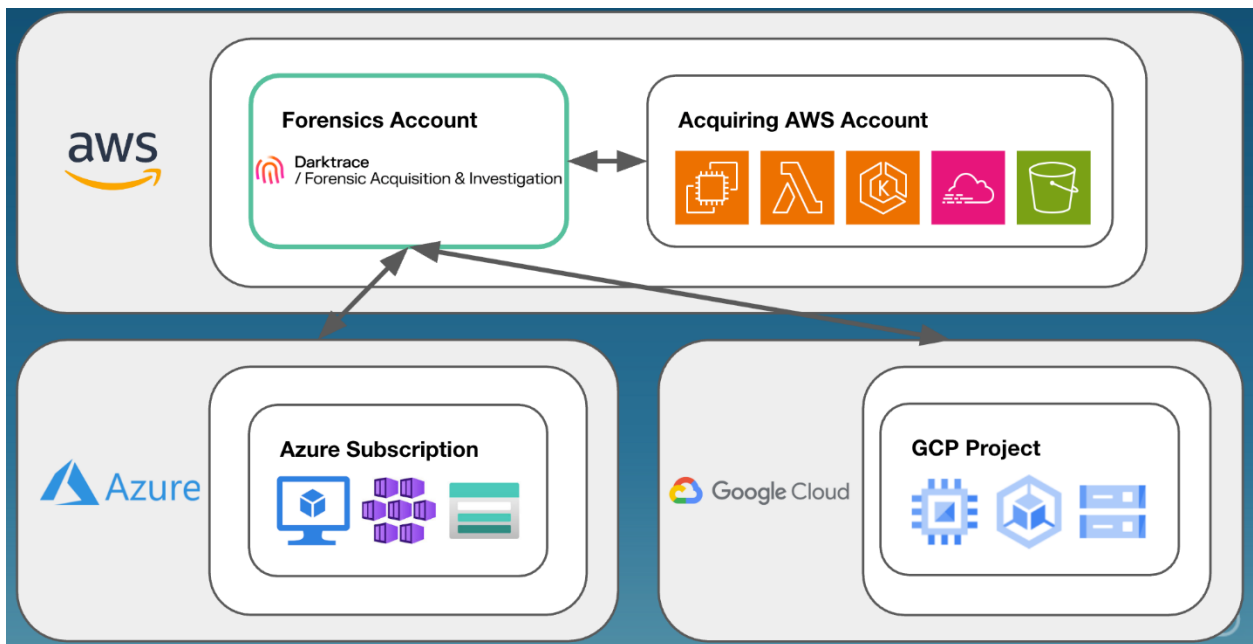 aws
Forensics Account
Darktrace
/ Forensic Acquisition & Investigation
Acquiring AWS Account
K
Azure
Azure Subscription
Google Cloud
GCP Project